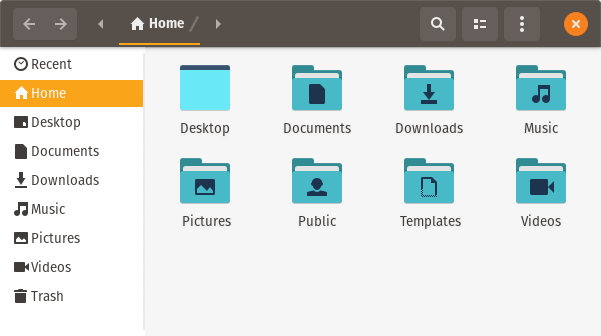 Home /
Recent
Home
Desktop
Documents
Downloads
Music
Pictures
Videos
Trash
Desktop Documents Downloads Music
Pictures Public Templates Videos